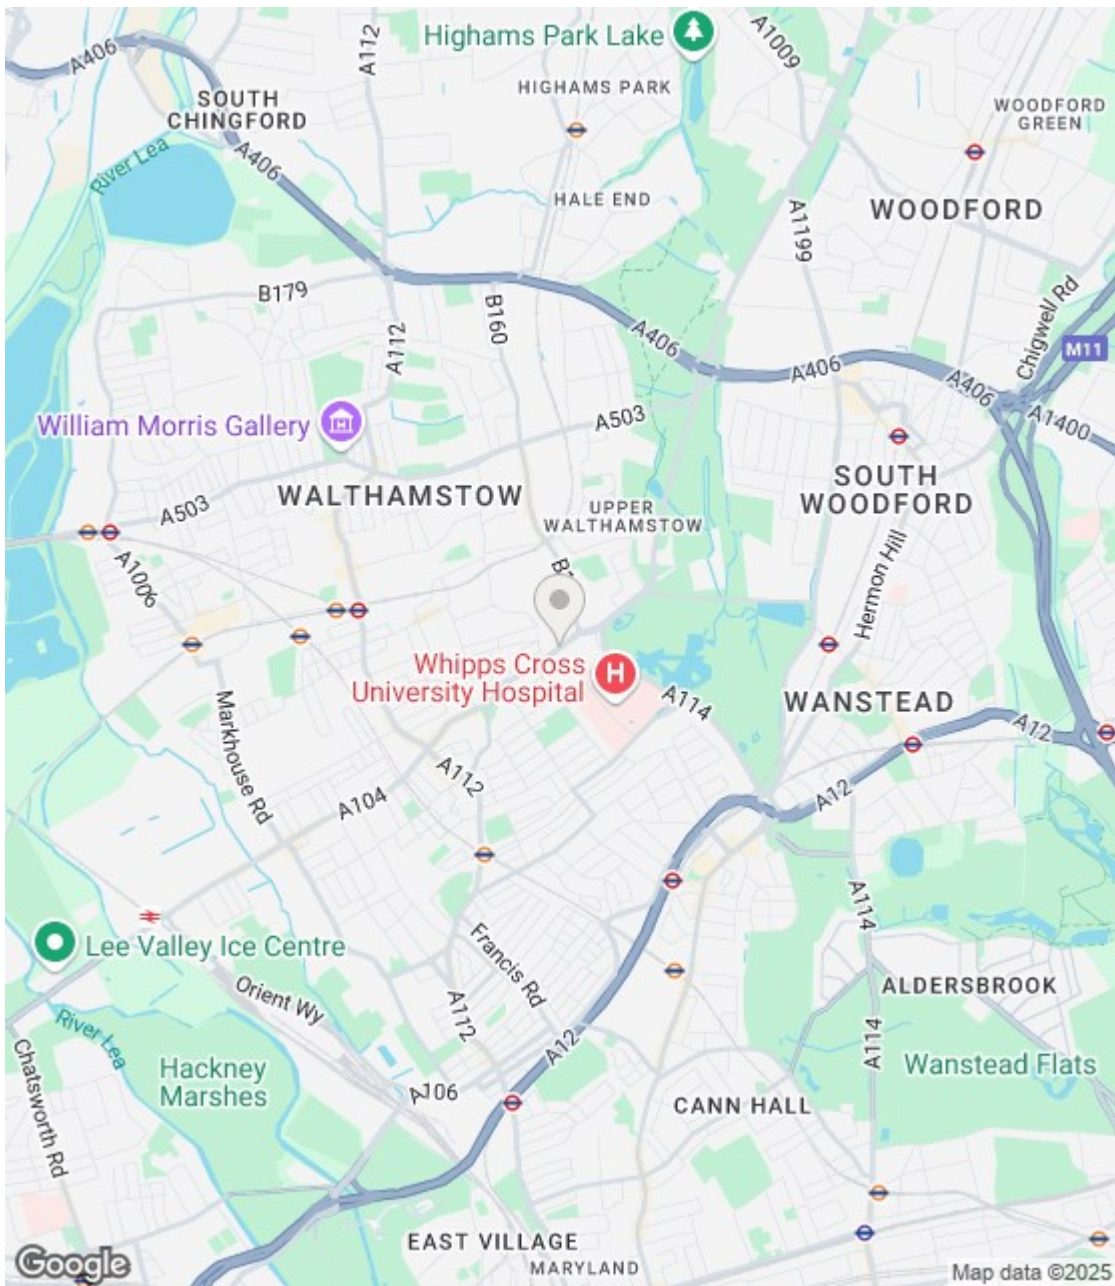 A406
A112
Highams Park Lake
A1009
HIGHAMS PARK
SOUTH
CHINGFORD
WOODFORD
GREEN
River Lea
A406
HALE END
WOODFORD
A1199
B179
B160
A112
A406
A406
Chigwell Rd
M11
A406
A1400
William Morris Gallery
A503
WALTHAMSTOW
SOUTH
WOODFORD
A503
UPPER
WALTHAMSTOW
A1006
Hermon Hill
Whipps Cross
University Hospital
H
A114
WANSTEAD
Markhouse Rd
A12
A112
A104
A12
A114
Lee Valley Ice Centre
Francis Rd
Orient Wy
ALDERSBROOK
River Lea
A112
A12
A114
Hackney
Marshes
Wanstead Flats
Chatsworth Rd
A106
CANN HALL
EAST VILLAGE
MARYLAND
Google
Map data ©2025